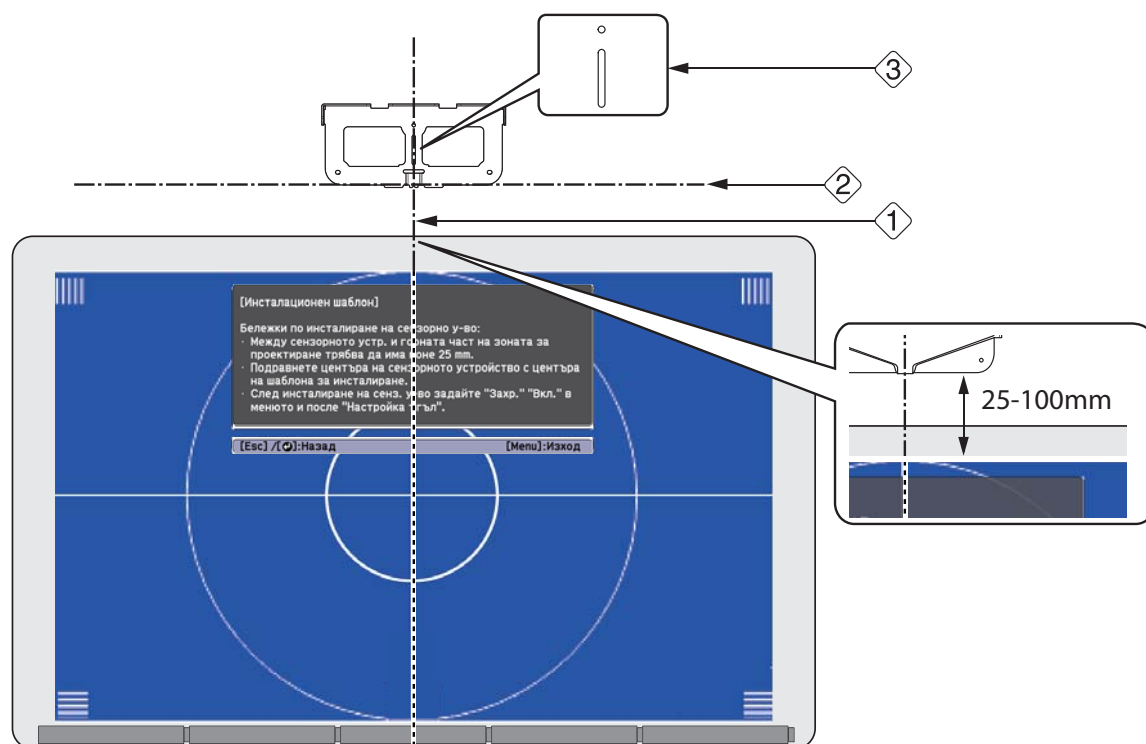 3
2
1
[Инсталационен шаблон]
Бележки по инсталиране на сензорно у-во:
· Между сензорното устр. и горната част на зоната за
проектиране трябва да има поне 25 mm.
· Подравнете центъра на сензорното устройство с центъра
на шаблона за инсталиране.
· След инсталиране на сенз. у-во задайте "Захр." "Вкл." в
менюто и после "Настройка ъгъл".
[Esc] /[⏎]:Назад [Menu]:Изход
25-100mm